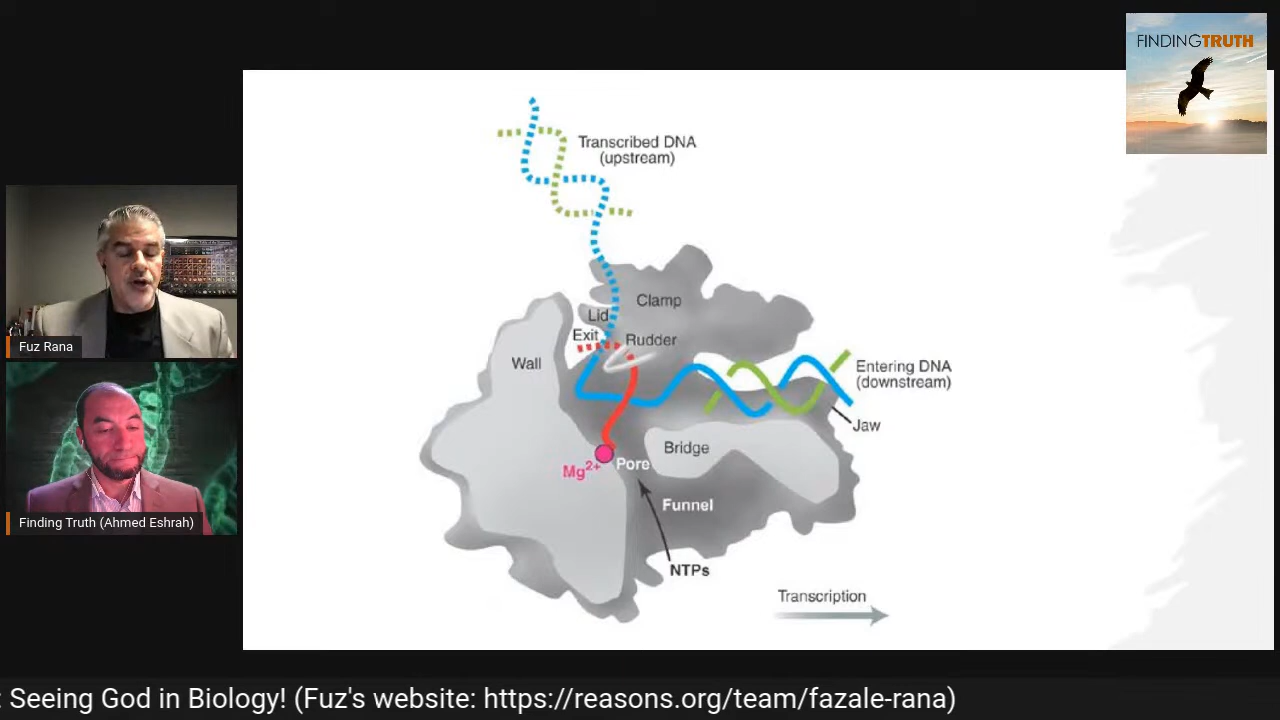 FINDINGTRUTH
Transcribed DNA
(upstream)
Clamp
Lid
Exit
Rudder
Wall
Entering DNA
(downstream)
Jaw
Bridge
Mg2+
Pore
Funnel
NTPs
Transcription
Fuz Rana
Finding Truth (Ahmed Eshrah)
: Seeing God in Biology! (Fuz's website: https://reasons.org/team/fazale-rana)